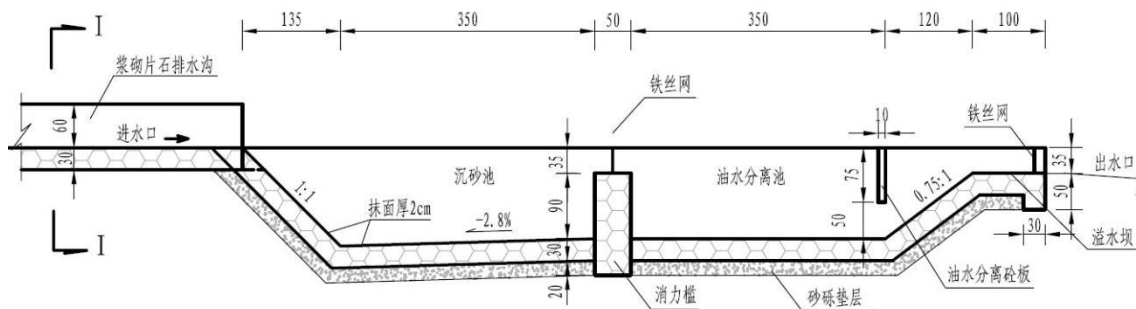 135 350 50 350 120 100
I
浆砌片石排水沟
铁丝网
60
进水口
10
铁丝网
30
35
沉砂池
油水分离池
75
35
出水口
1:1
抹面厚2cm
-2.8%
90
50
0.75:1
50
30
溢水坝
I
30
20
消力槛
砂砾垫层
油水分离砼板